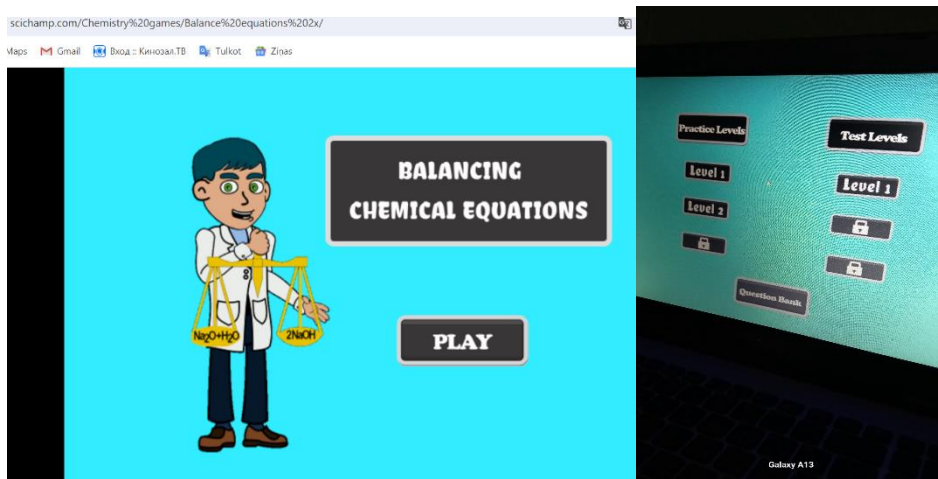 scichamp.com/Chemistry%20games/Balance%20equations%202x/
Maps Gmail Вход :: Кинозал.ТВ Tulkot Ziņas
BALANCING
CHEMICAL EQUATIONS
PLAY
Na₂O+H₂O 2NaOH
Practice Levels Test Levels
Level 1 Level 1
Level 2
Question Bank
Galaxy A13